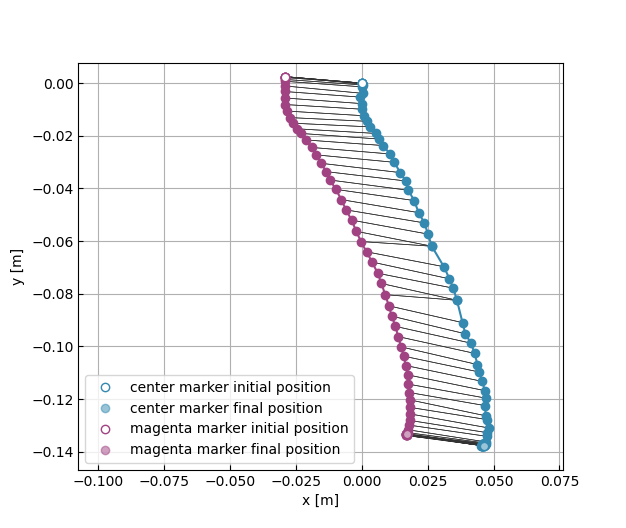 0.00
−0.02
−0.04
−0.06
−0.08
−0.10
−0.12
−0.14
y [m]
center marker initial position
center marker final position
magenta marker initial position
magenta marker final position
−0.100 −0.075 −0.050 −0.025 0.000 0.025 0.050 0.075
x [m]